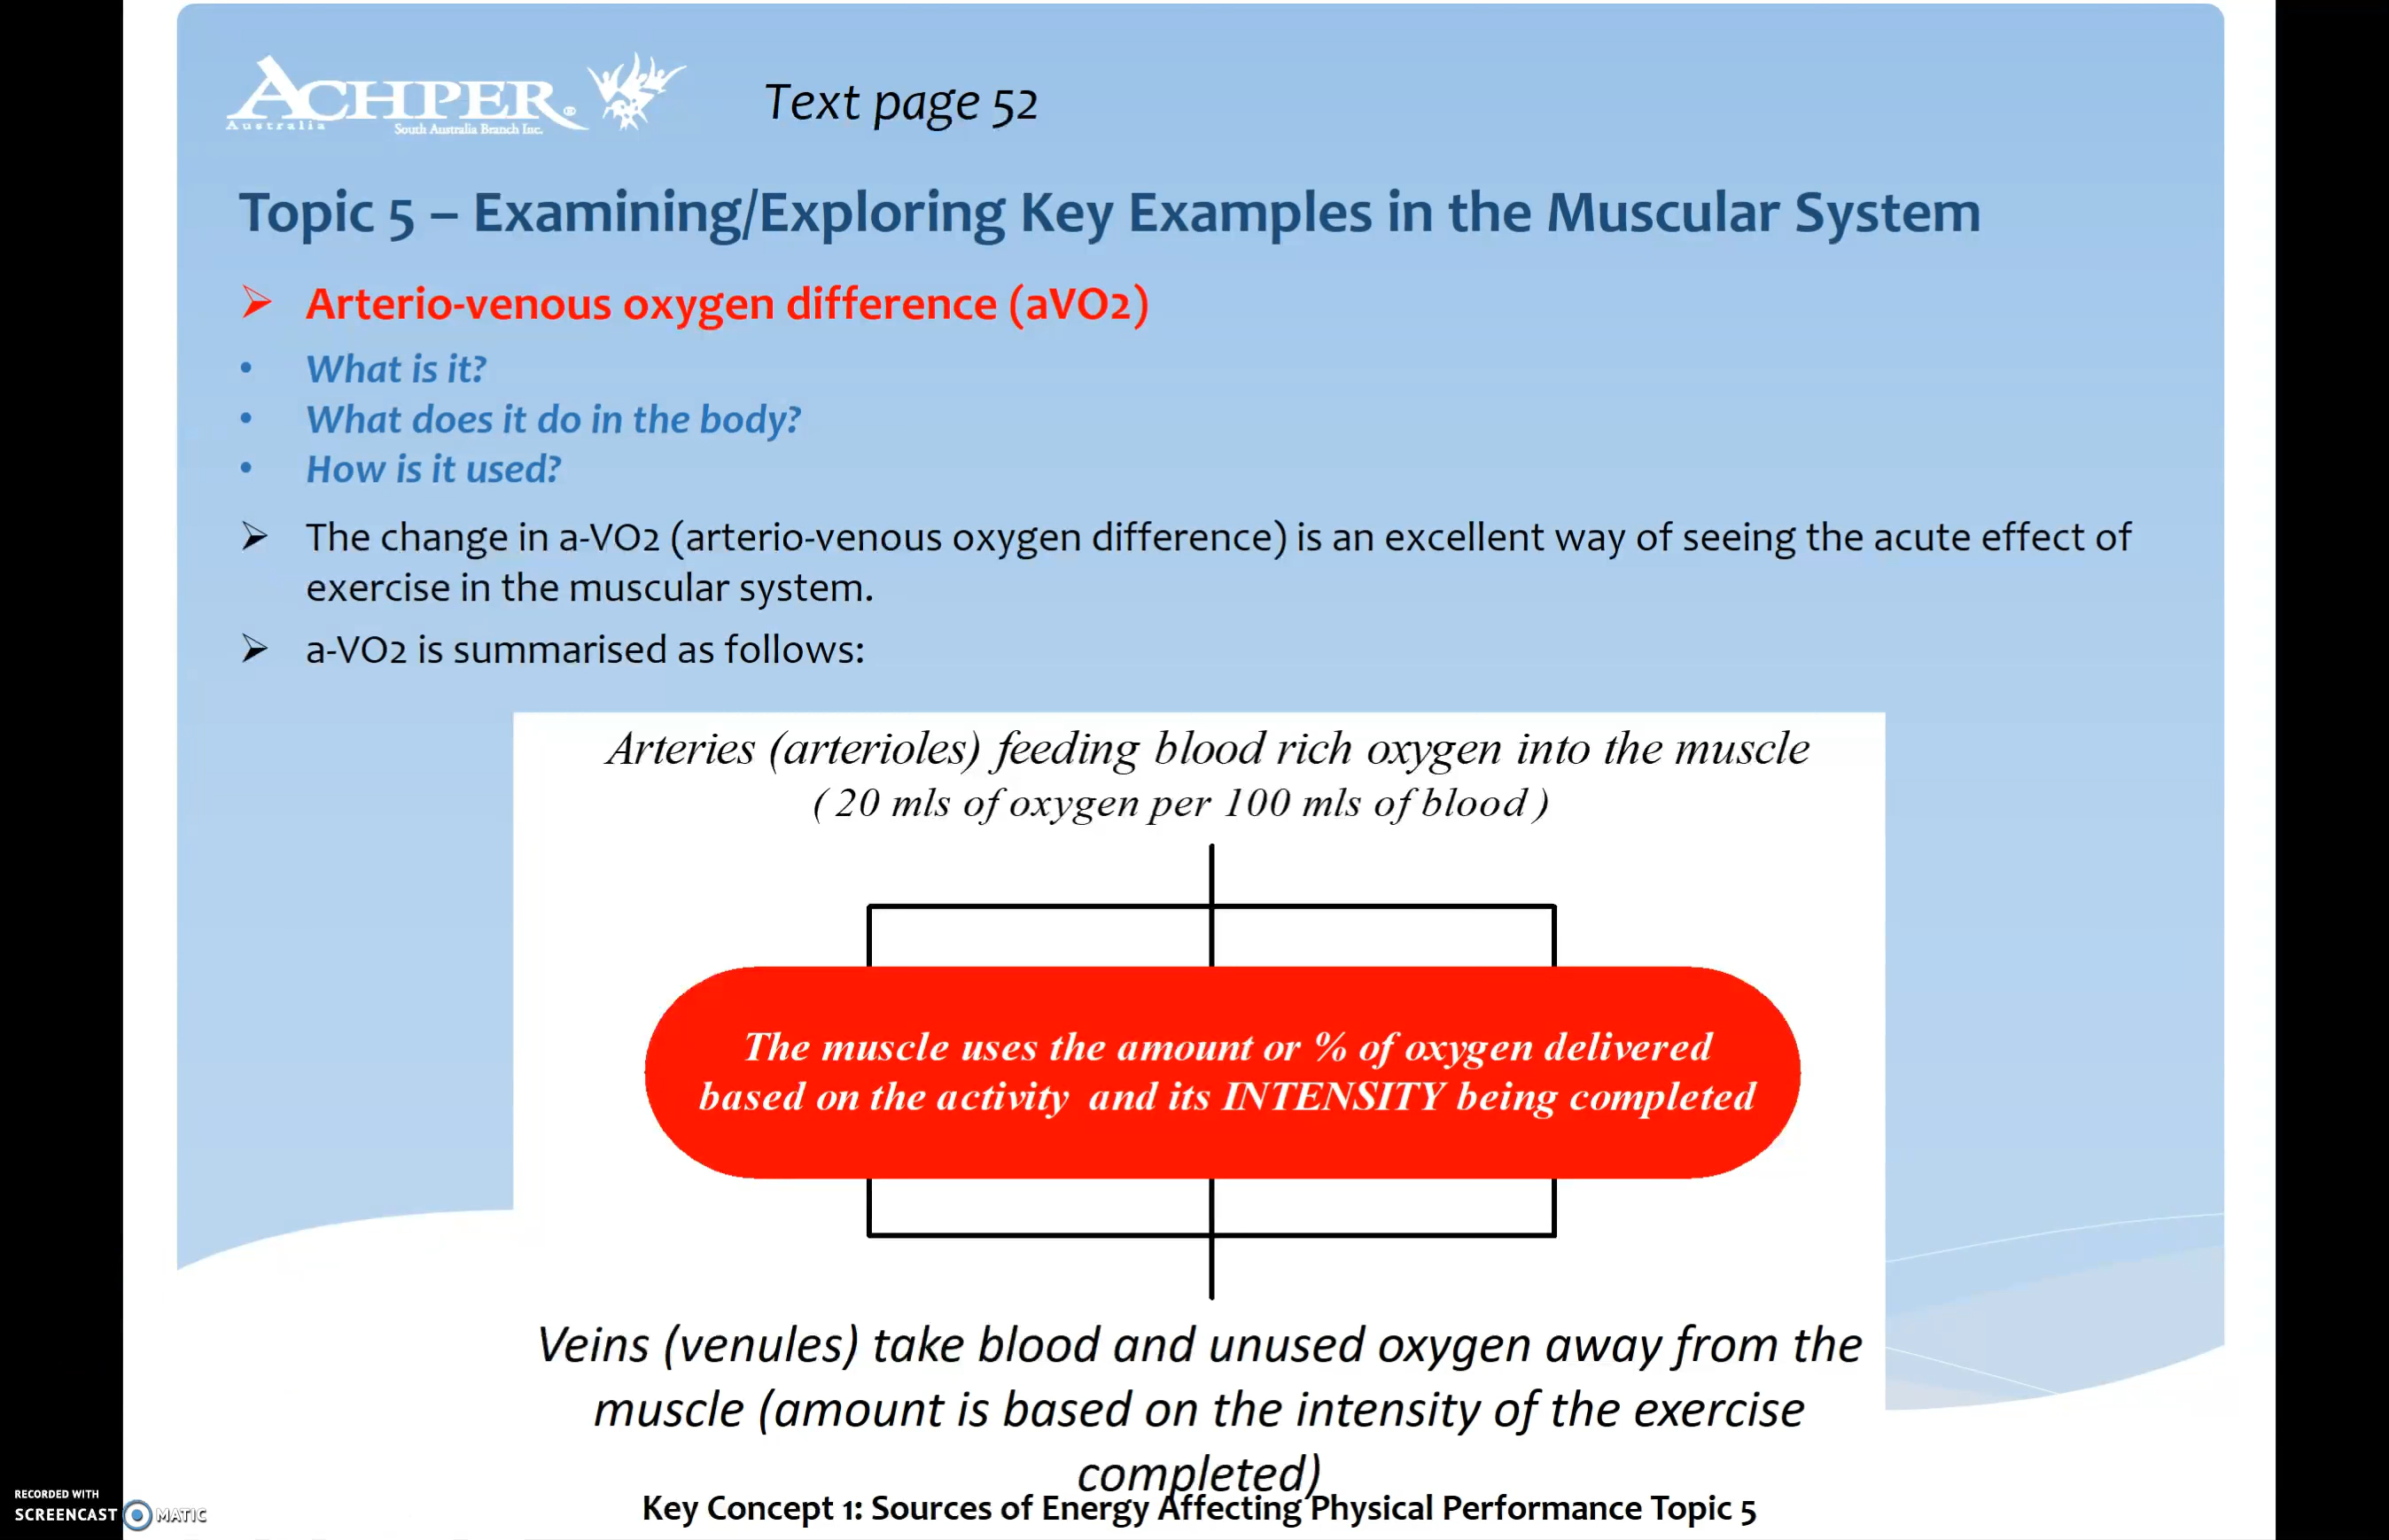 ACHPER®
Australia
South Australia Branch Inc.
Text page 52
Topic 5 – Examining/Exploring Key Examples in the Muscular System
➢ Arterio-venous oxygen difference (aVO2)
• What is it?
• What does it do in the body?
• How is it used?
➢ The change in a-VO2 (arterio-venous oxygen difference) is an excellent way of seeing the acute effect of
exercise in the muscular system.
➢ a-VO2 is summarised as follows:
Arteries (arterioles) feeding blood rich oxygen into the muscle
( 20 mls of oxygen per 100 mls of blood )
The muscle uses the amount or % of oxygen delivered
based on the activity and its INTENSITY being completed
Veins (venules) take blood and unused oxygen away from the
muscle (amount is based on the intensity of the exercise
completed)
Key Concept 1: Sources of Energy Affecting Physical Performance Topic 5
RECORDED WITH
SCREENCAST MATIC